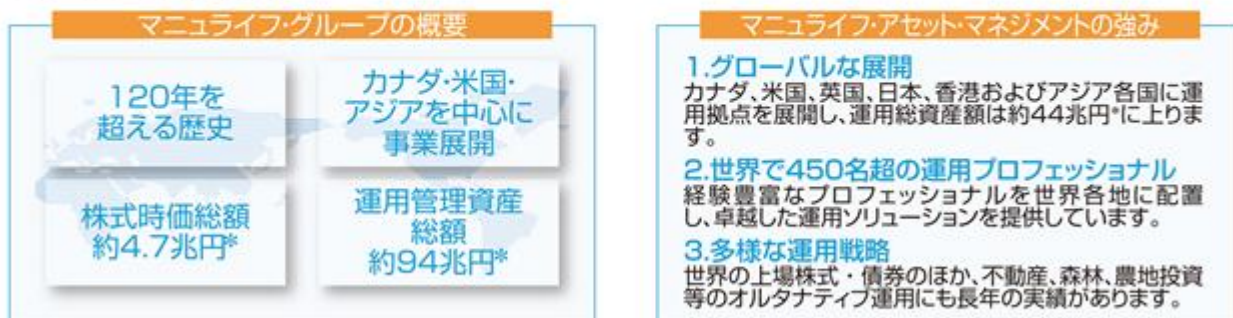 マニュライフ・グループの概要
120年を
超える歴史
カナダ・米国・
アジアを中心に
事業展開
株式時価総額
約4.7兆円*
運用管理資産
総額
約94兆円*
マニュライフ・アセット・マネジメントの強み
1.グローバルな展開
カナダ、米国、英国、日本、香港およびアジア各国に運
用拠点を展開し、運用総資産額は約44兆円*に上りま
す。
2.世界で450名超の運用プロフェッショナル
経験豊富なプロフェッショナルを世界各地に配置
し、卓越した運用ソリューションを提供しています。
3.多様な運用戦略
世界の上場株式・債券のほか、不動産、森林、農地投資
等のオルタナティブ運用にも長年の実績があります。